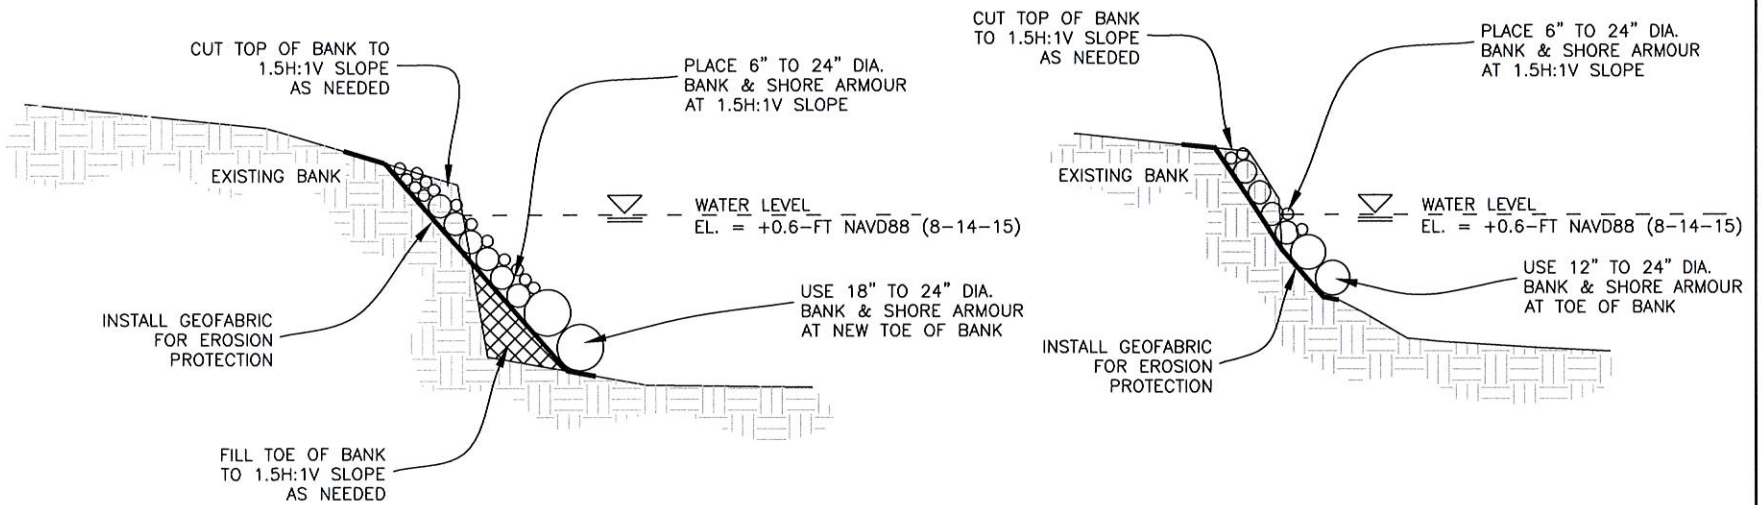 CUT TOP OF BANK TO
1.5H:1V SLOPE
AS NEEDED
PLACE 6" TO 24" DIA.
BANK & SHORE ARMOUR
AT 1.5H:1V SLOPE
EXISTING BANK
WATER LEVEL
EL. = +0.6-FT NAVD88 (8-14-15)
USE 18" TO 24" DIA.
BANK & SHORE ARMOUR
AT NEW TOE OF BANK
INSTALL GEOFABRIC
FOR EROSION
PROTECTION
FILL TOE OF BANK
TO 1.5H:1V SLOPE
AS NEEDED
CUT TOP OF BANK
TO 1.5H:1V SLOPE
AS NEEDED
PLACE 6" TO 24" DIA.
BANK & SHORE ARMOUR
AT 1.5H:1V SLOPE
EXISTING BANK
WATER LEVEL
EL. = +0.6-FT NAVD88 (8-14-15)
USE 12" TO 24" DIA.
BANK & SHORE ARMOUR
AT TOE OF BANK
INSTALL GEOFABRIC
FOR EROSION
PROTECTION